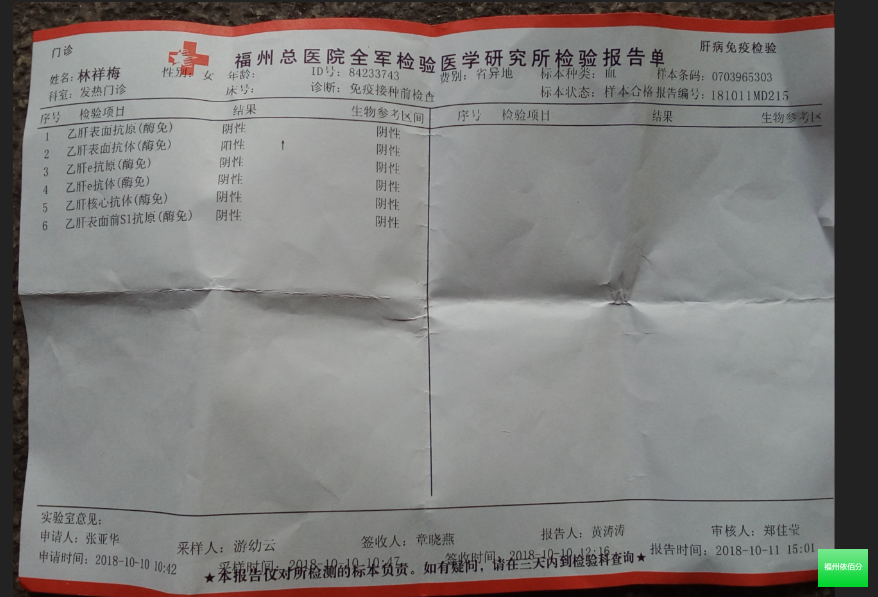 门诊
福州总医院全军检验医学研究所检验报告单
肝病免疫检验
姓名: 林祥梅 性别: 女 年龄: ID号: 84233743 费别: 省异地 标本种类: 血 样本条码: 0703965303
科室: 发热门诊 床号: 诊断: 免疫接种前检查 标本状态: 样本合格 报告编号: 181011MD215
序号 检验项目 结果 生物参考区间 序号 检验项目 结果 生物参考区
1 乙肝表面抗原(酶免) 阴性 阴性
2 乙肝表面抗体(酶免) 阳性 ↑ 阴性
3 乙肝e抗原(酶免) 阴性 阴性
4 乙肝e抗体(酶免) 阴性 阴性
5 乙肝核心抗体(酶免) 阴性 阴性
6 乙肝表面前S1抗原(酶免) 阴性 阴性
实验室意见:
申请人: 张亚华 采样人: 游幼云 签收人: 章晓燕 报告人: 黄涛涛 审核人: 郑佳莹
申请时间: 2018-10-10 10:42 采样时间: 2018-10-10 10:47 签收时间: 2018-10-10 12:16 报告时间: 2018-10-11 15:01
★本报告仅对所检测的标本负责。如有疑问，请在三天内到检验科查询★
福州依佰分